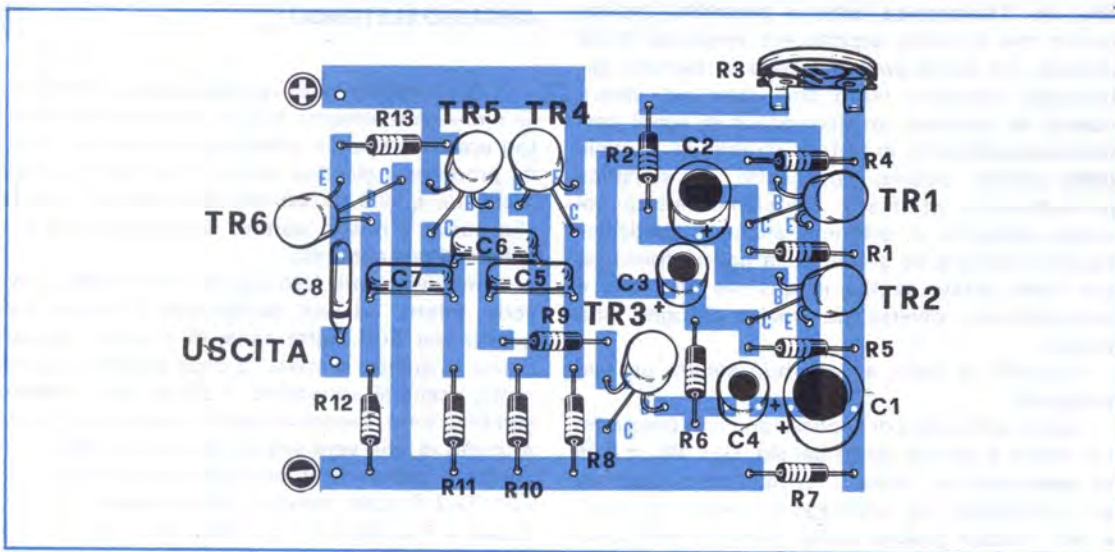 +
R3
TR5 TR4
R13
R2
C2
R4
E C
B
B
B
E
TR1
TR6
B
C
C
C E
C6
R1
C8
C7
C5
C3
+
+
TR2
R9
TR3
B
C E
USCITA
R5
R12
C
C1
+ +
R8
R6
C4
R11 R10
R7
-